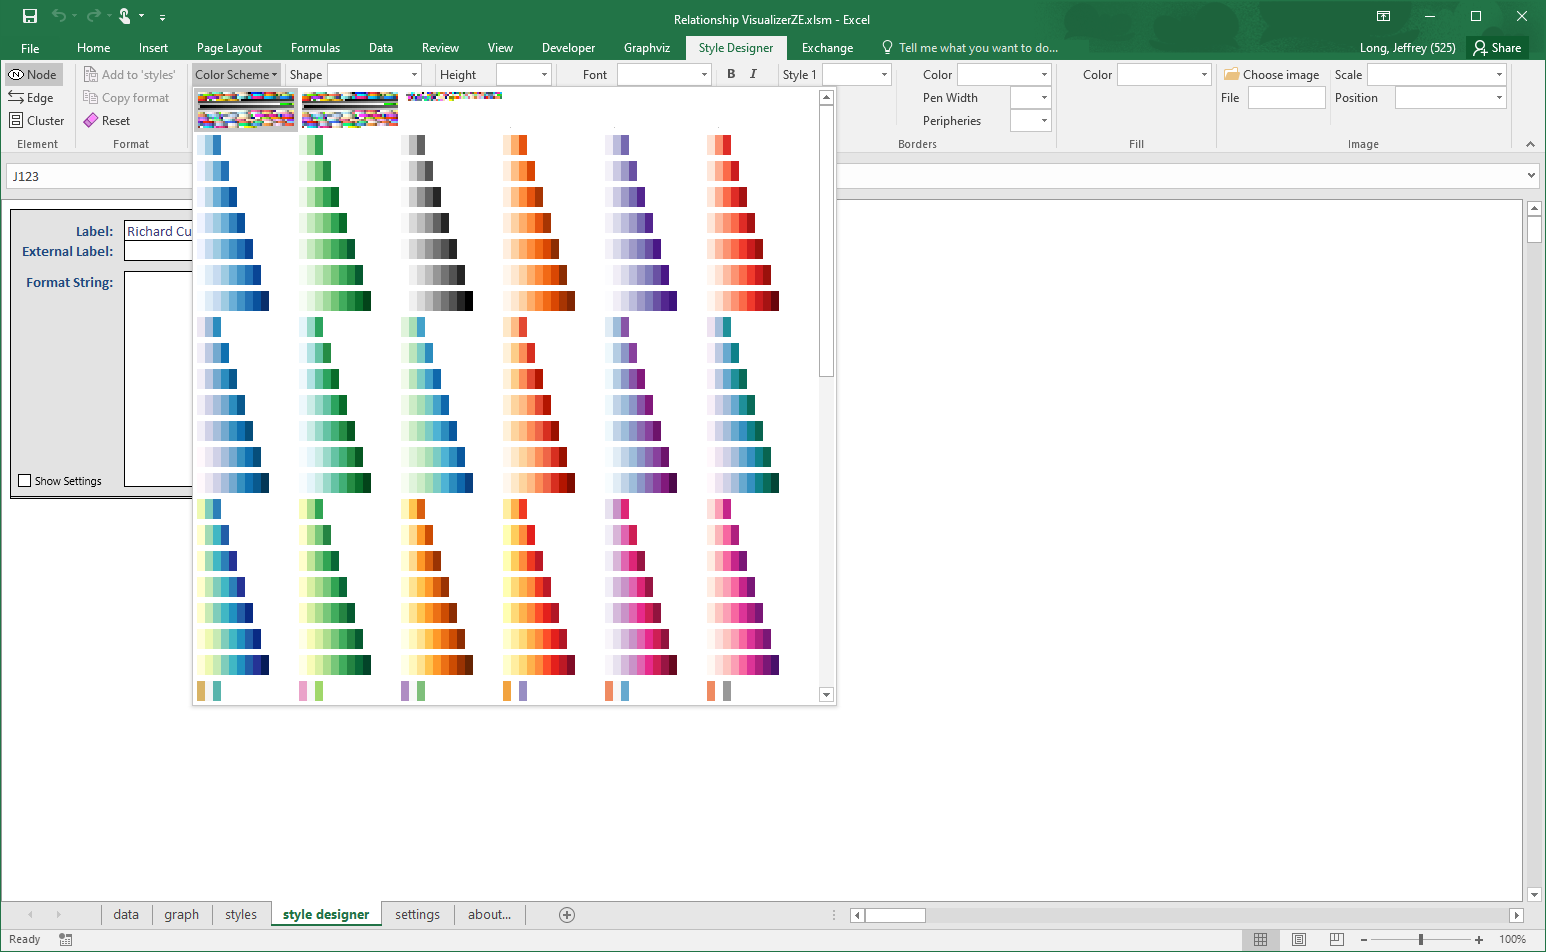 Relationship VisualizerZE.xlsm - Excel
File Home Insert Page Layout Formulas Data Review View Developer Graphviz Style Designer Exchange Tell me what you want to do... Long, Jeffrey (525) Share
Node Add to 'styles' Color Scheme Shape Height Font B I Style 1 Color Color Choose image Scale
Edge Copy format Pen Width File Position
Cluster Reset Peripheries
Element Format Borders Fill Image
J123
Label: Richard Cu
External Label:
Format String:
Show Settings
data graph styles style designer settings about...
Ready 100%